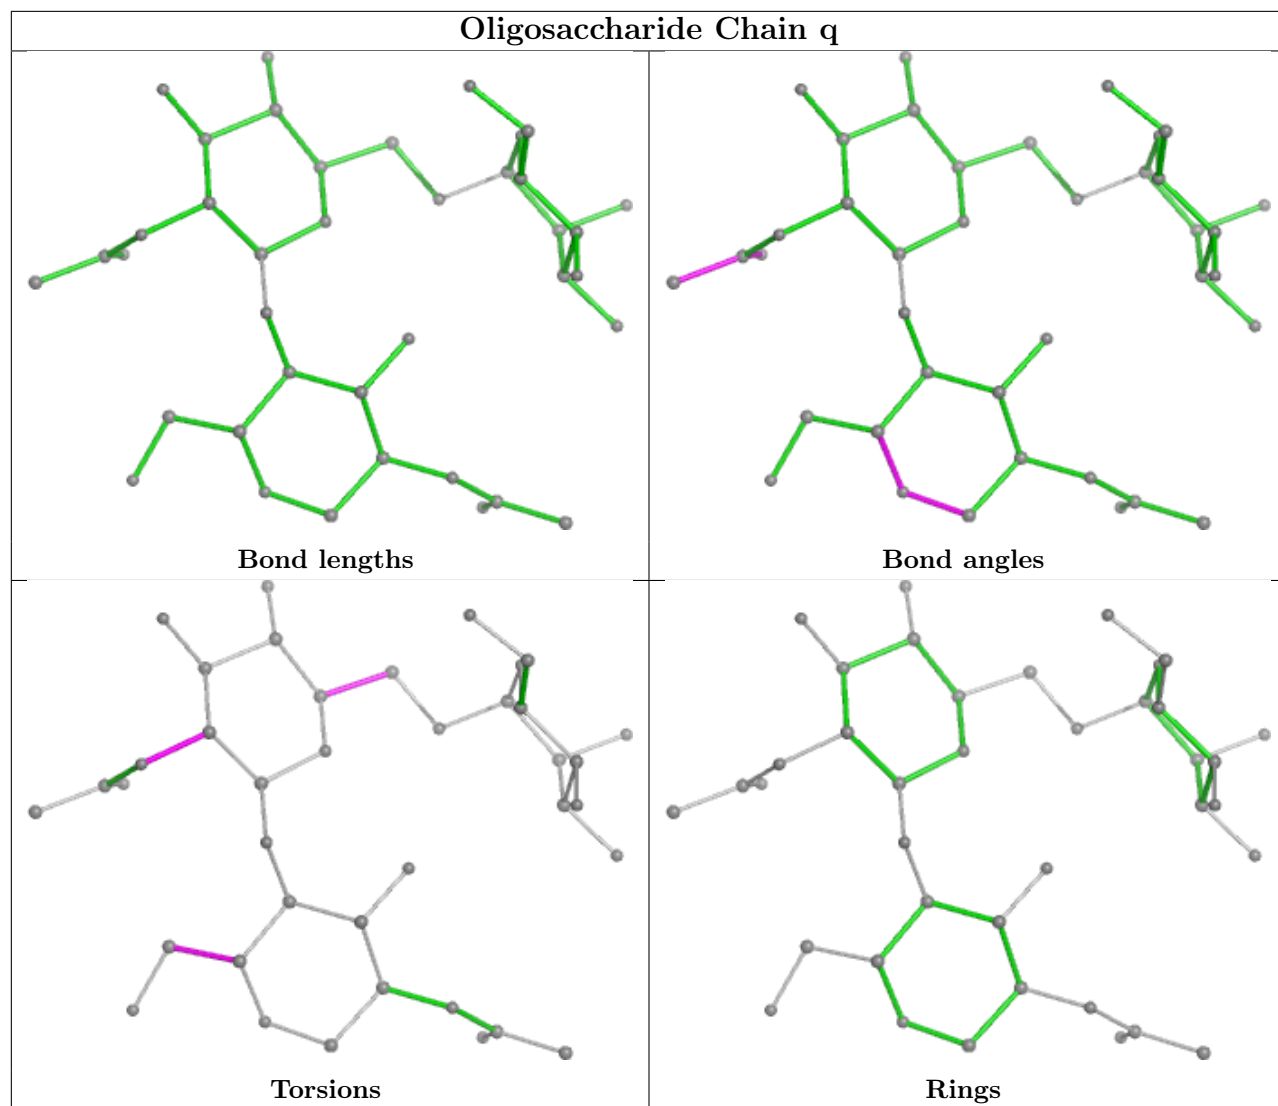 Oligosaccharide Chain q
Bond lengths
Bond angles
Torsions
Rings